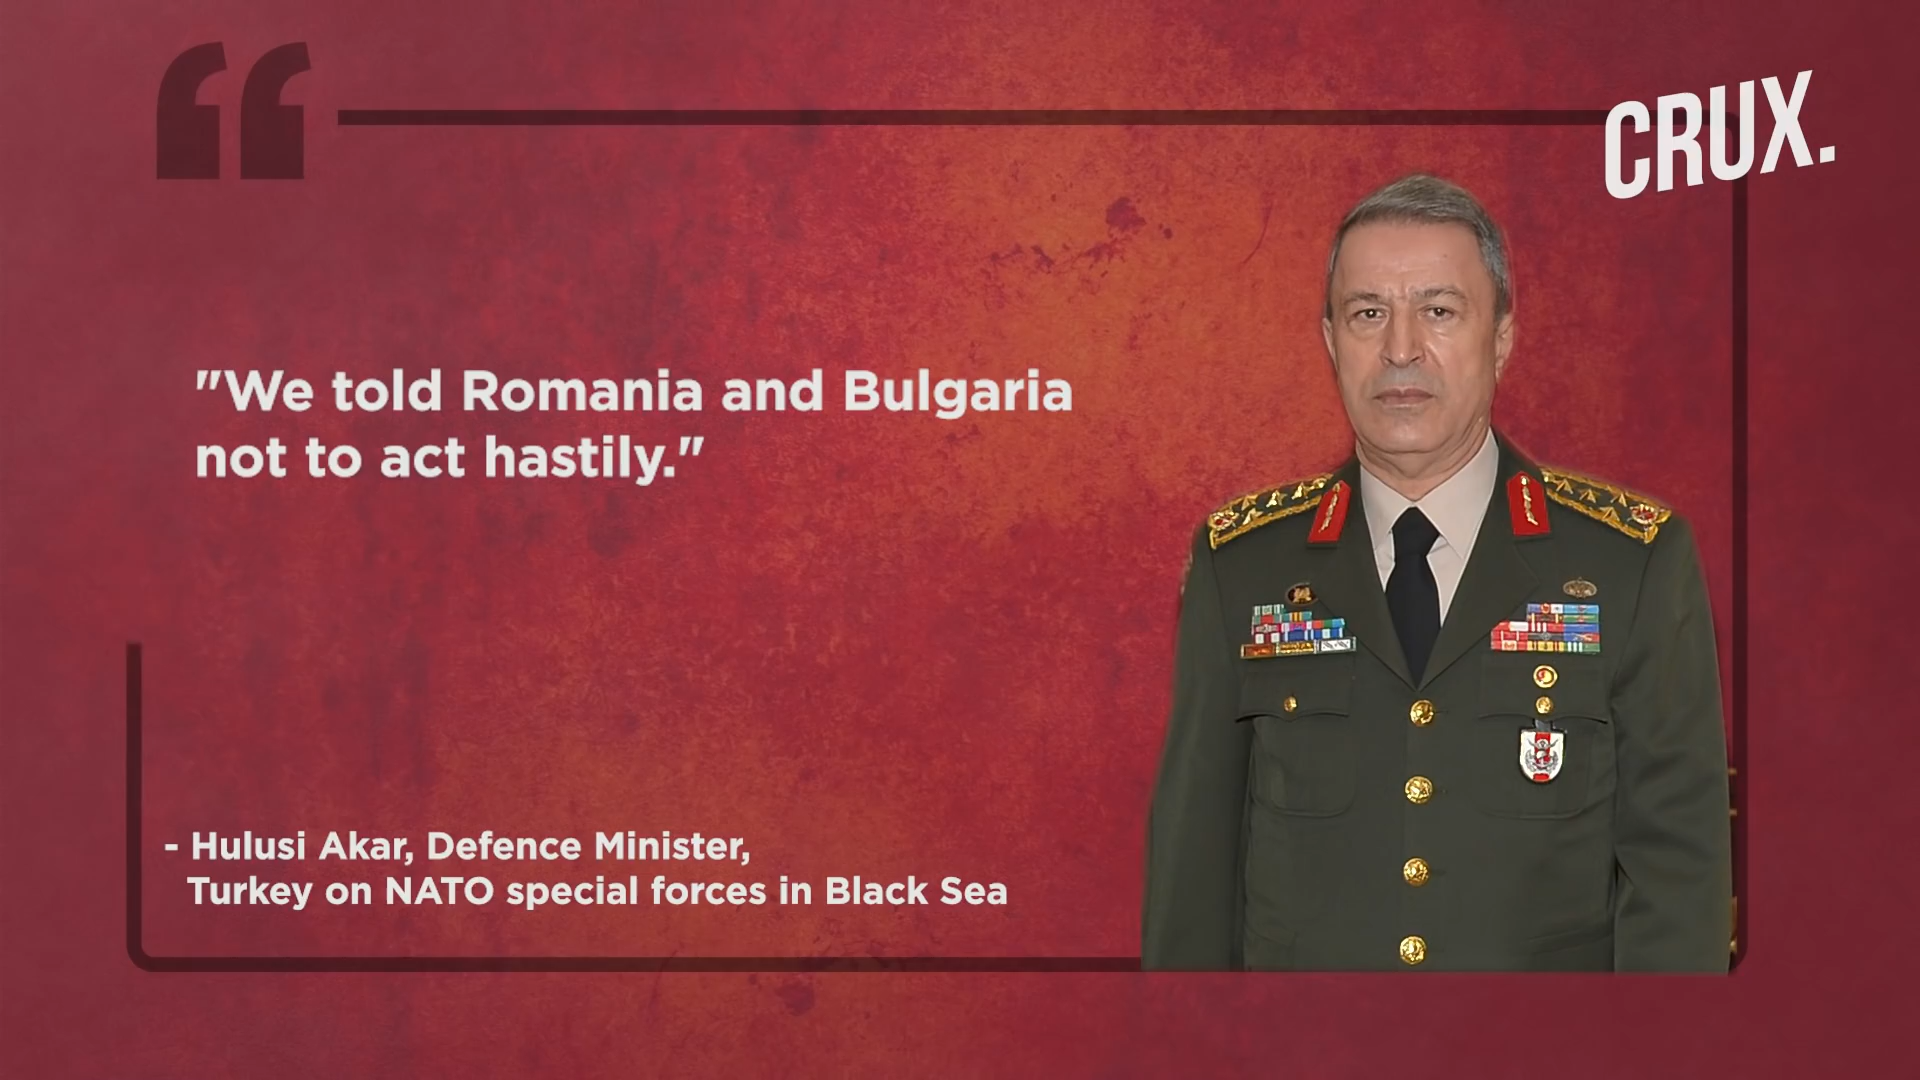 CRUX.
"We told Romania and Bulgaria
not to act hastily."
- Hulusi Akar, Defence Minister,
Turkey on NATO special forces in Black Sea